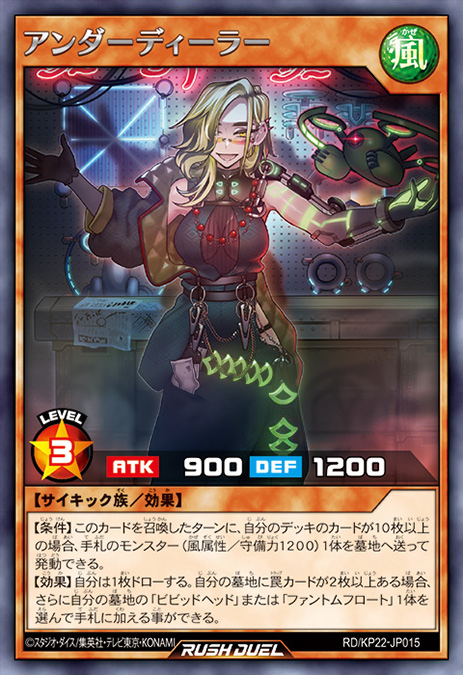 アンダーディーラー
かぜ
風
LEVEL
3
ATK 900 DEF 1200
【サイキック族／効果】
【条件】このカードを召喚したターンに、自分のデッキのカードが10枚以上
の場合、手札のモンスター（風属性／守備力1200）1体を墓地へ送って
発動できる。
【効果】自分は1枚ドローする。自分の墓地に罠カードが2枚以上ある場合、
さらに自分の墓地の「ビビッドヘッド」または「ファントムフロート」1体を
選んで手札に加える事ができる。
©スタジオ・ダイス/集英社・テレビ東京・KONAMI
RUSH DUEL
RD/KP22-JP015